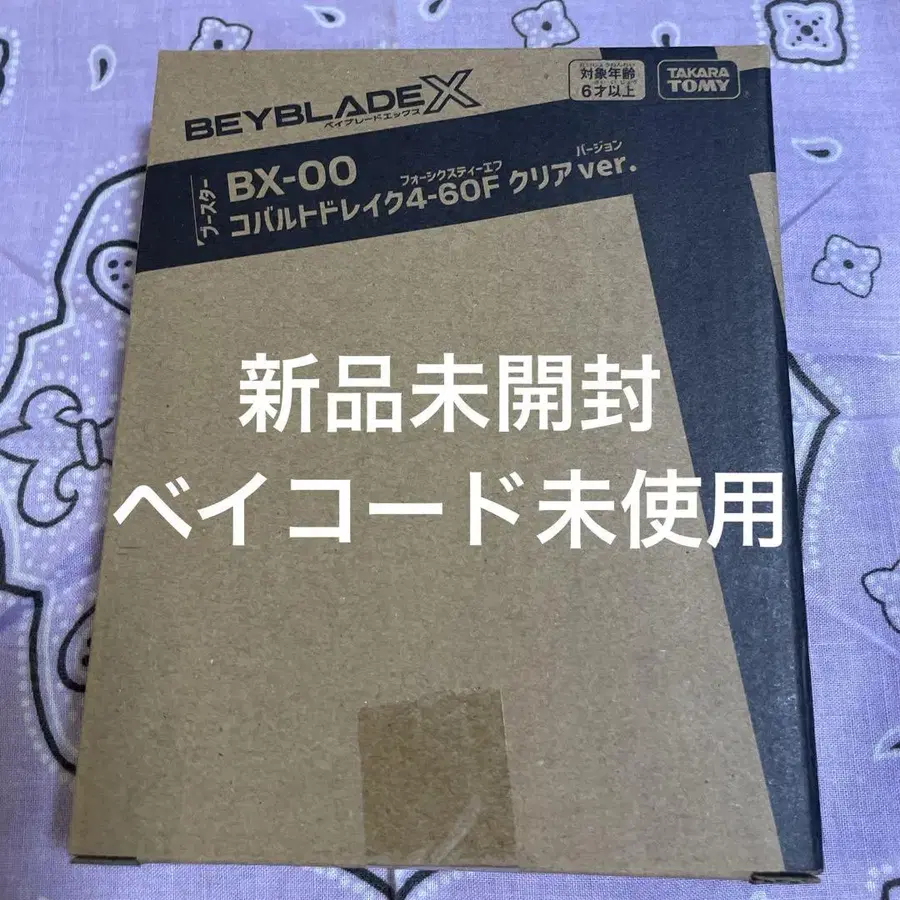 BEYBLADE X
ベイブレードエックス
対象年齢
6才以上
TAKARA
TOMY
ブースター
BX-00
フォーシックスティーエフ
バージョン
コバルトドレイク4-60F クリアver.
新品未開封
ベイコード未使用